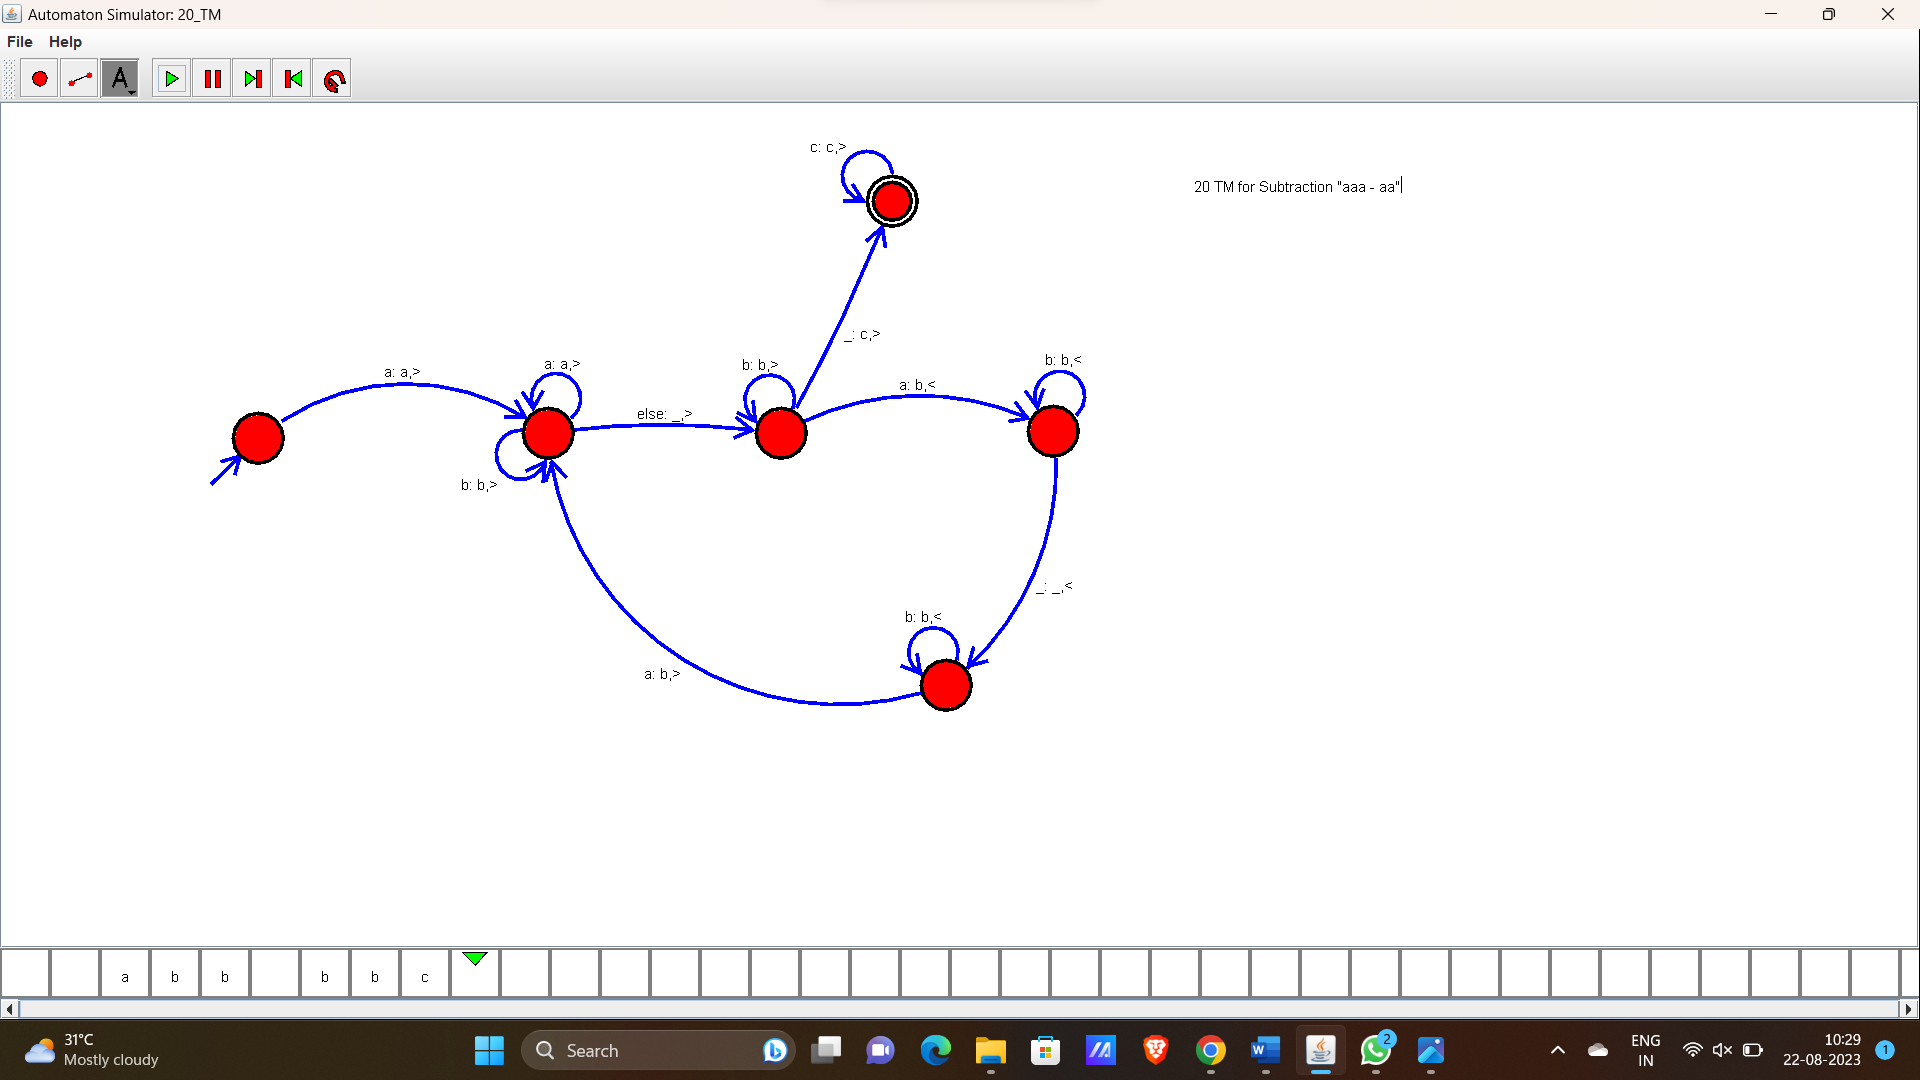 Automaton Simulator: 20_TM
File Help
A
c: c,>
20 TM for Subtraction "aaa - aa"
_: c,>
a: a,>
a: a,>
b: b,>
b: b,<
a: b,<
else: _,>
b: b,>
_: _,<
b: b,<
a: b,>
a b b b b c
31°C
Mostly cloudy
Search
W
2
ENG
IN
10:29
22-08-2023
1